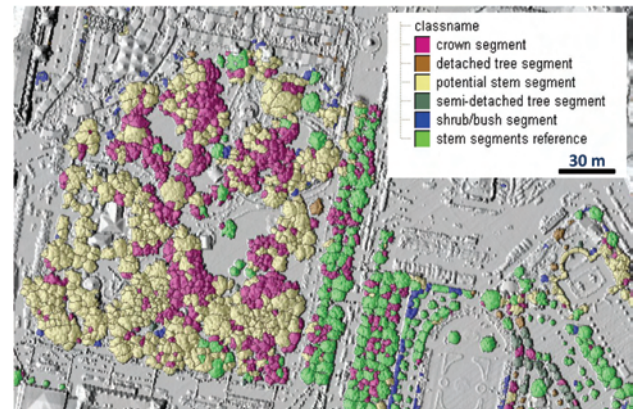 classname
crown segment
detached tree segment
potential stem segment
semi-detached tree segment
shrub/bush segment
stem segments reference
30 m